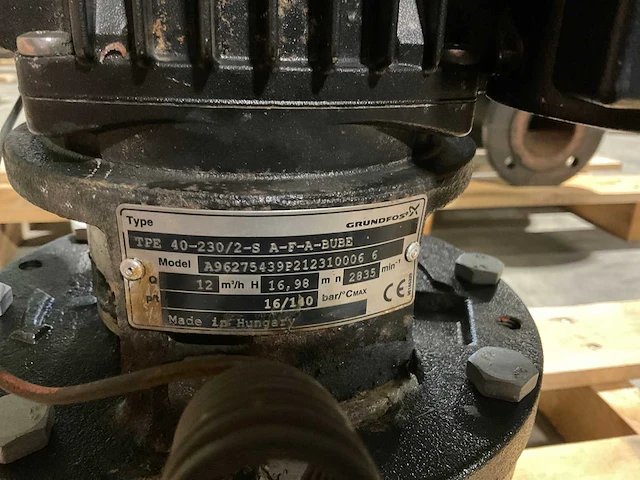 Type GRUNDFOS
TPE 40-230/2-S A-F-A-BUBE
Model A96275439P212310006 6
Q 12 m³/h H 16,98 m n 2835 min⁻¹
p/t 16/140 bar/°C MAX CE
Made in Hungary